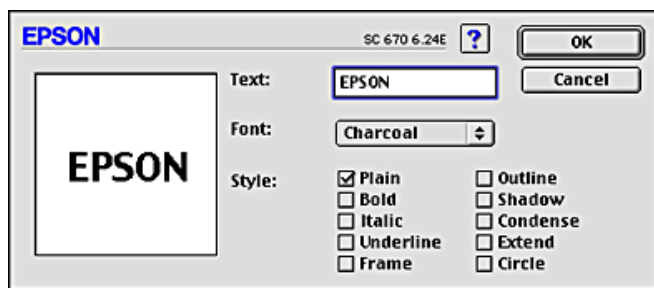 EPSON SC 670 6.24E ? OK
Text: EPSON Cancel
Font: Charcoal
EPSON
Style: Plain Outline
Bold Shadow
Italic Condense
Underline Extend
Frame Circle